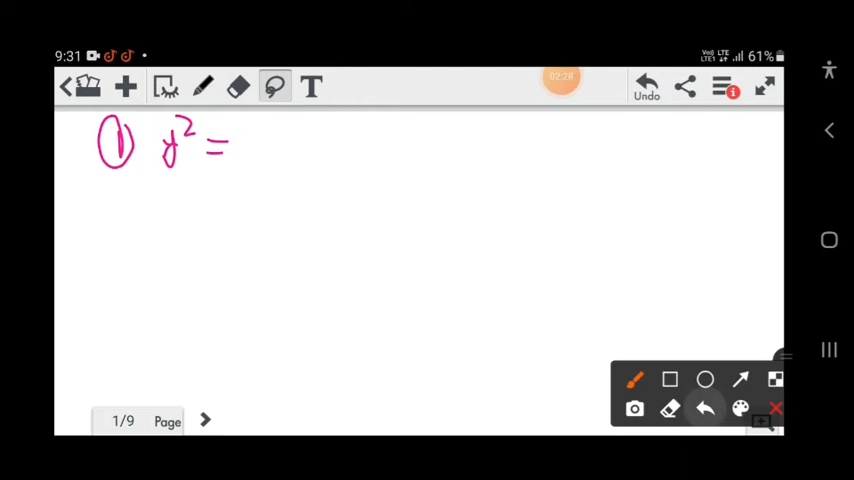 9:31 61%
02:28
T
Undo
① y² =
1/9 Page